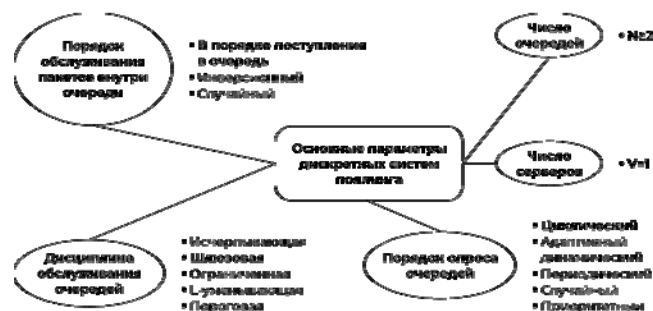 Порядок
обслуживания
пакетов внутри
очереди
• В порядке поступления
в очередь
• Инверсионный
• Случайный
Число
очередей
• N≥2
Основные параметры
дискретных систем
поллинга
Число
серверов
• V=1
Дисциплина
обслуживания
очередей
• Исчерпывающая
• Шлюзовая
• Ограниченная
• L-уменьшающая
• Пороговая
Порядок опроса
очередей
• Циклический
• Адаптивный
динамический
• Периодический
• Случайный
• Приоритетный